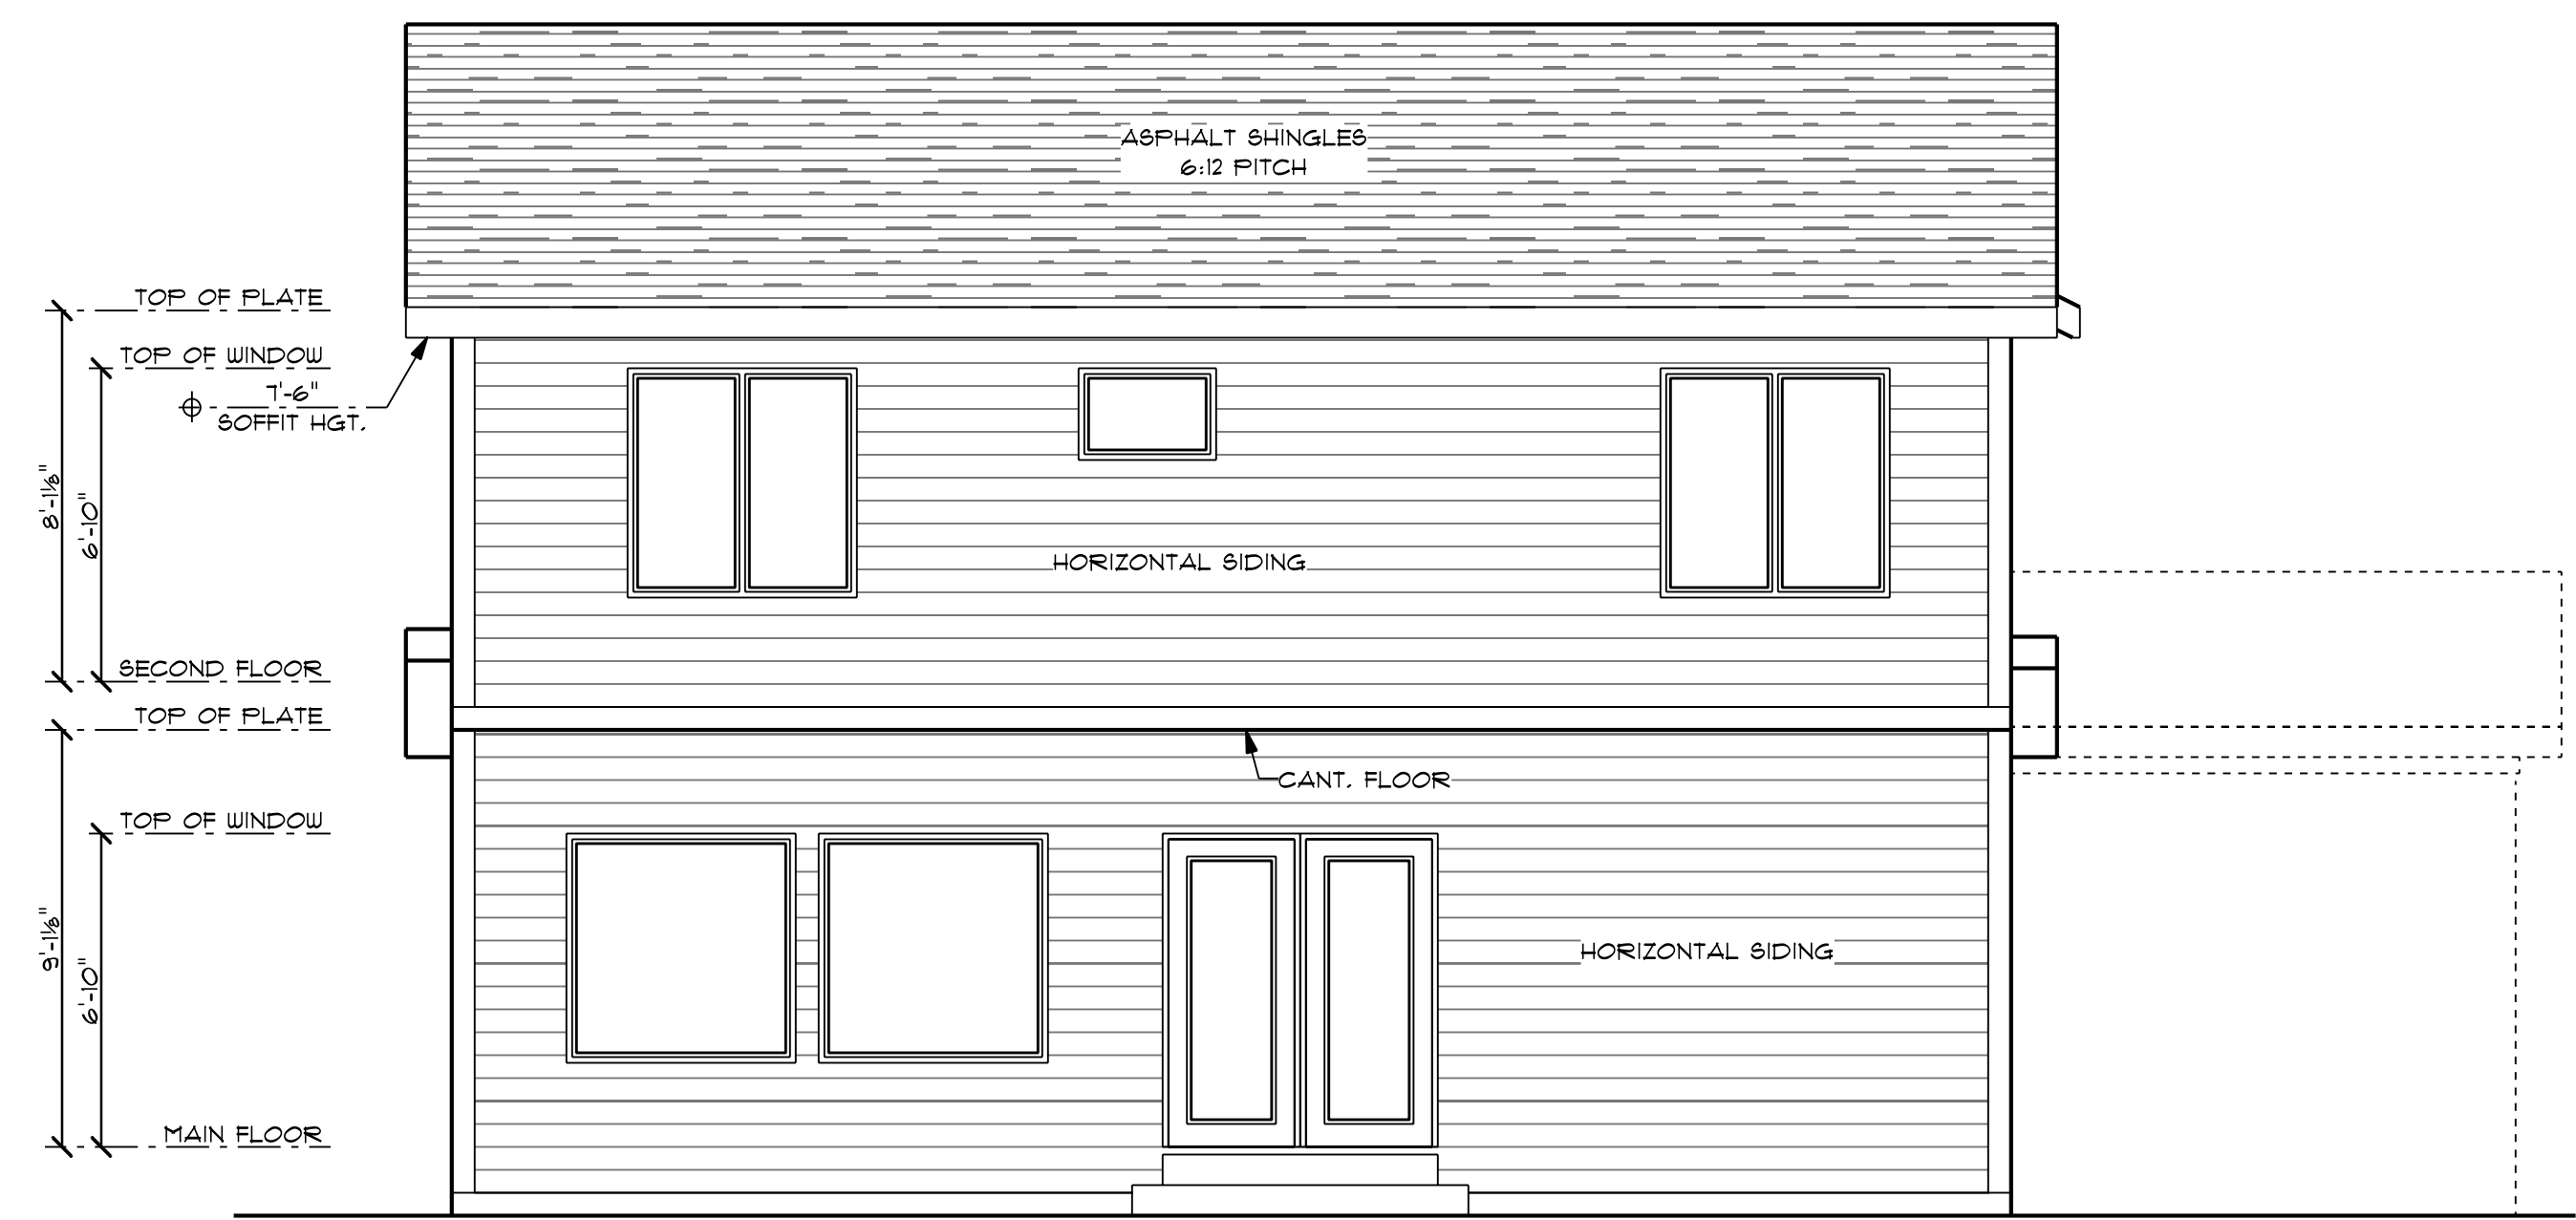 ASPHALT SHINGLES
6:12 PITCH
TOP OF PLATE
TOP OF WINDOW
7'-6"
SOFFIT HGT.
8'-1⅛"
6'-10"
HORIZONTAL SIDING
SECOND FLOOR
TOP OF PLATE
CANT. FLOOR
TOP OF WINDOW
9'-1⅛"
6'-10"
HORIZONTAL SIDING
MAIN FLOOR